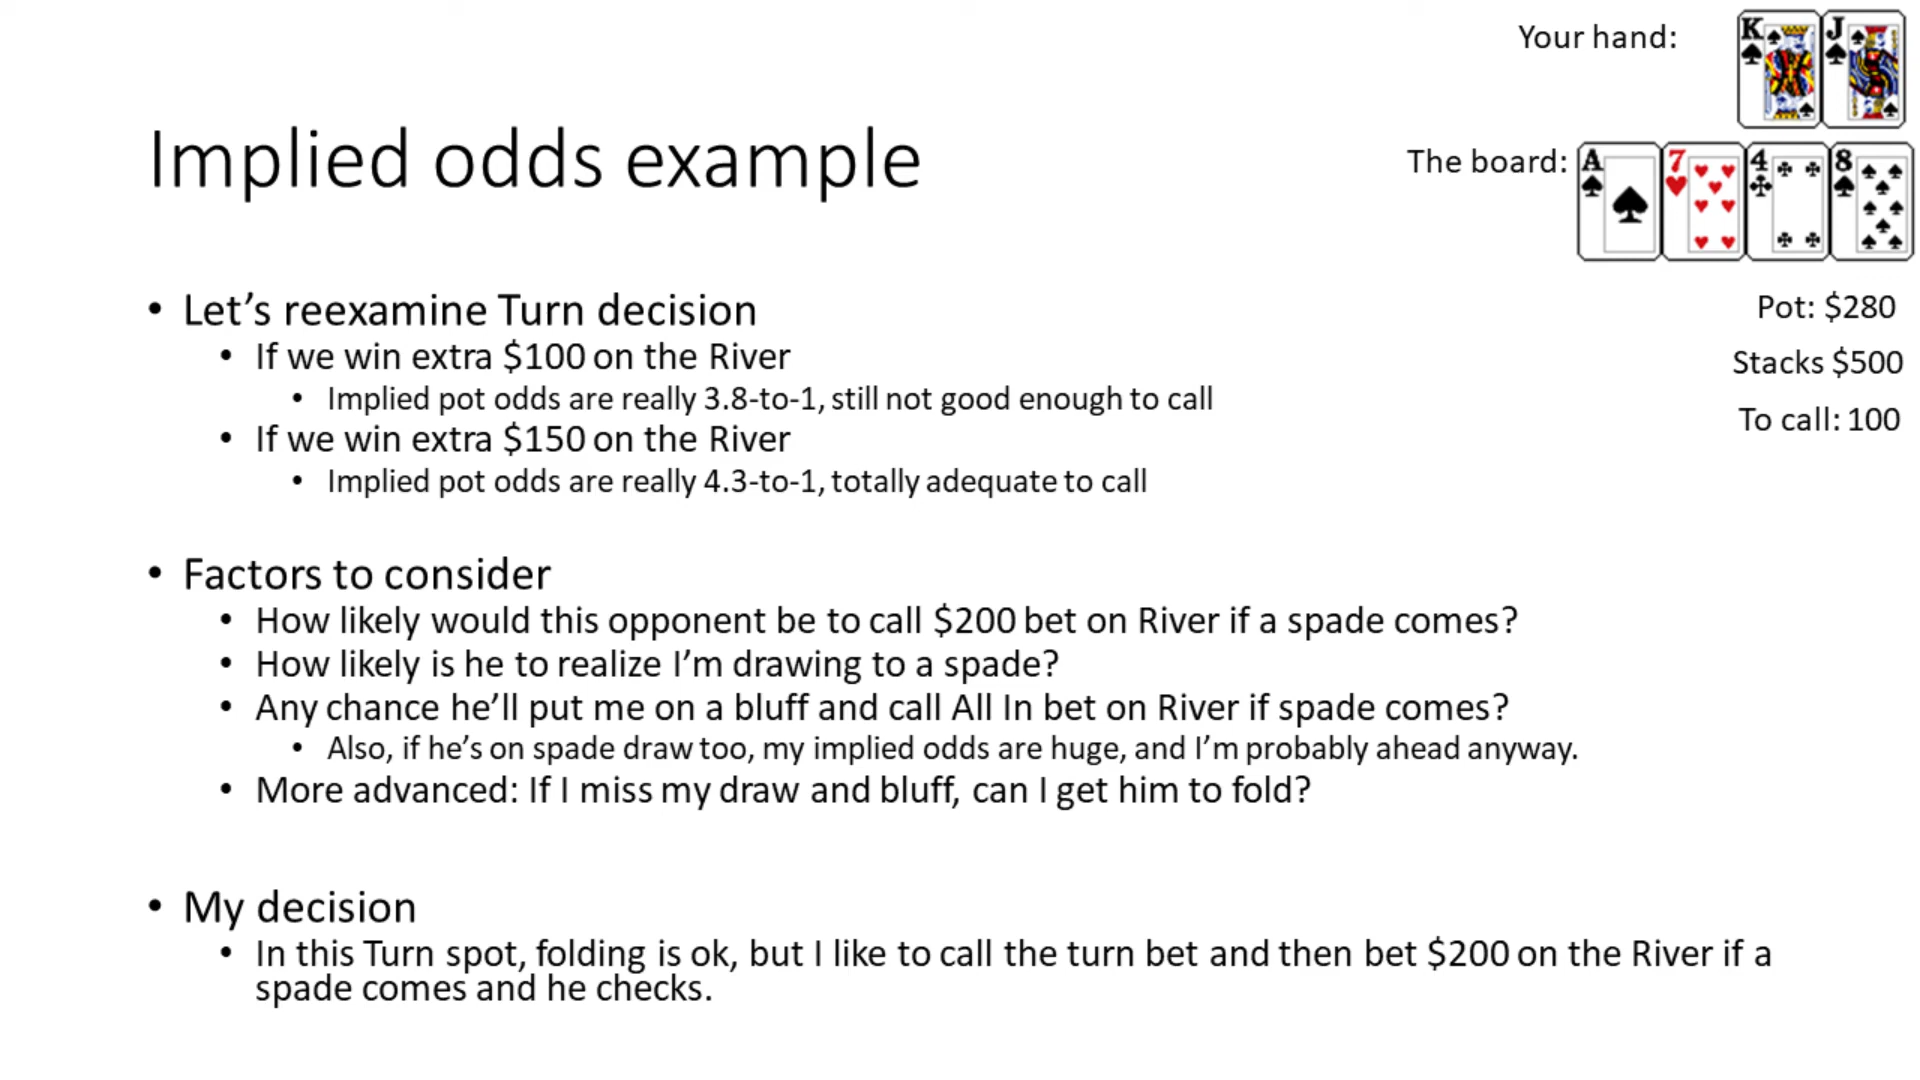 Your hand:
K J
Implied odds example
The board:
A 7 4 8
• Let’s reexamine Turn decision
• If we win extra $100 on the River
• Implied pot odds are really 3.8-to-1, still not good enough to call
• If we win extra $150 on the River
• Implied pot odds are really 4.3-to-1, totally adequate to call
Pot: $280
Stacks $500
To call: 100
• Factors to consider
• How likely would this opponent be to call $200 bet on River if a spade comes?
• How likely is he to realize I’m drawing to a spade?
• Any chance he’ll put me on a bluff and call All In bet on River if spade comes?
• Also, if he’s on spade draw too, my implied odds are huge, and I’m probably ahead anyway.
• More advanced: If I miss my draw and bluff, can I get him to fold?
• My decision
• In this Turn spot, folding is ok, but I like to call the turn bet and then bet $200 on the River if a
spade comes and he checks.